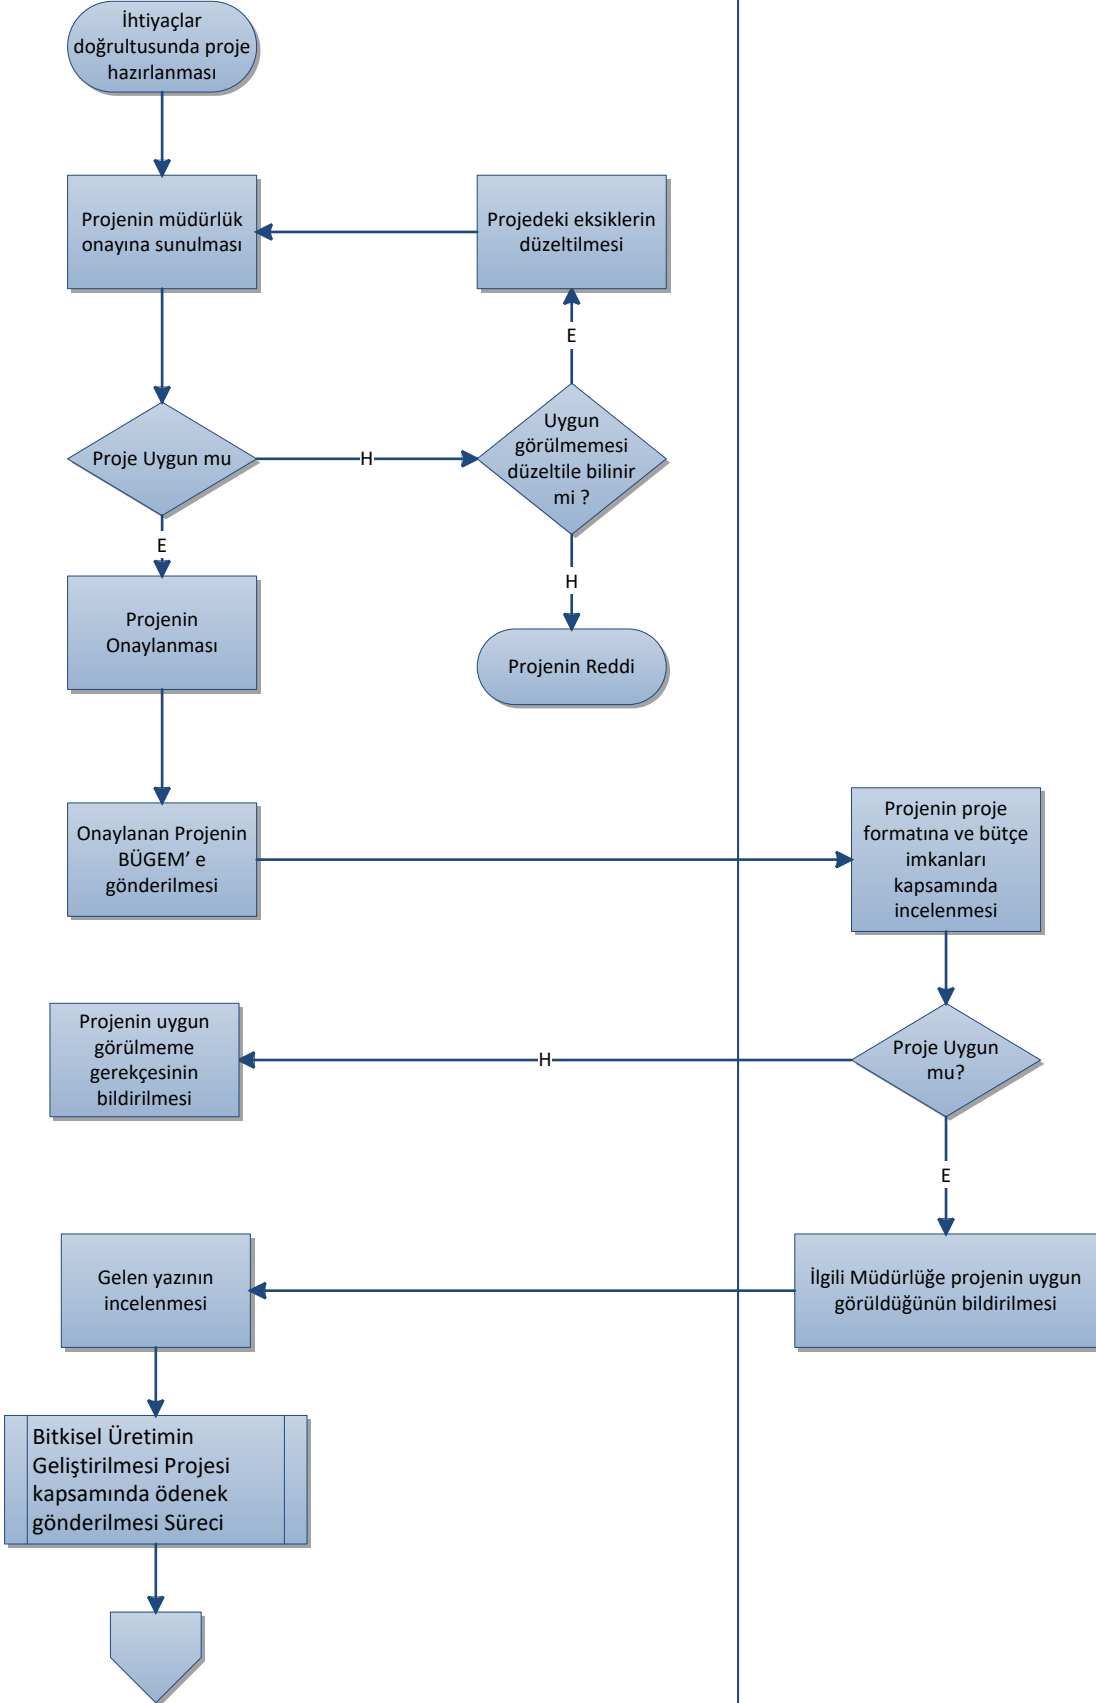 İhtiyaçlar
doğrultusunda proje
hazırlanması
Projenin müdürlük
onayına sunulması
Projedeki eksiklerin
düzeltilmesi
E
Proje Uygun mu
H
Uygun
görülmemesi
düzeltile bilinir
mi ?
E
H
Projenin
Onaylanması
Projenin Reddi
Onaylanan Projenin
BÜGEM’ e
gönderilmesi
Projenin proje
formatına ve bütçe
imkanları
kapsamında
incelenmesi
Projenin uygun
görülmeme
gerekçesinin
bildirilmesi
H
Proje Uygun
mu?
E
Gelen yazının
incelenmesi
İlgili Müdürlüğe projenin uygun
görüldüğünün bildirilmesi
Bitkisel Üretimin
Geliştirilmesi Projesi
kapsamında ödenek
gönderilmesi Süreci